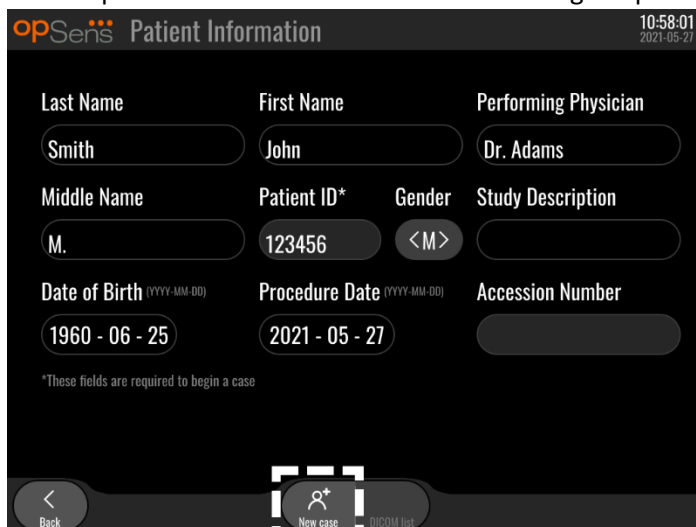 opSens Patient Information
10:58:01
2021-05-27
Last Name First Name Performing Physician
Smith John Dr. Adams
Middle Name Patient ID* Gender Study Description
M. 123456 <M>
Date of Birth (YYYY-MM-DD) Procedure Date (YYYY-MM-DD) Accession Number
1960 - 06 - 25 2021 - 05 - 27
*These fields are required to begin a case
Back New case DICOM list